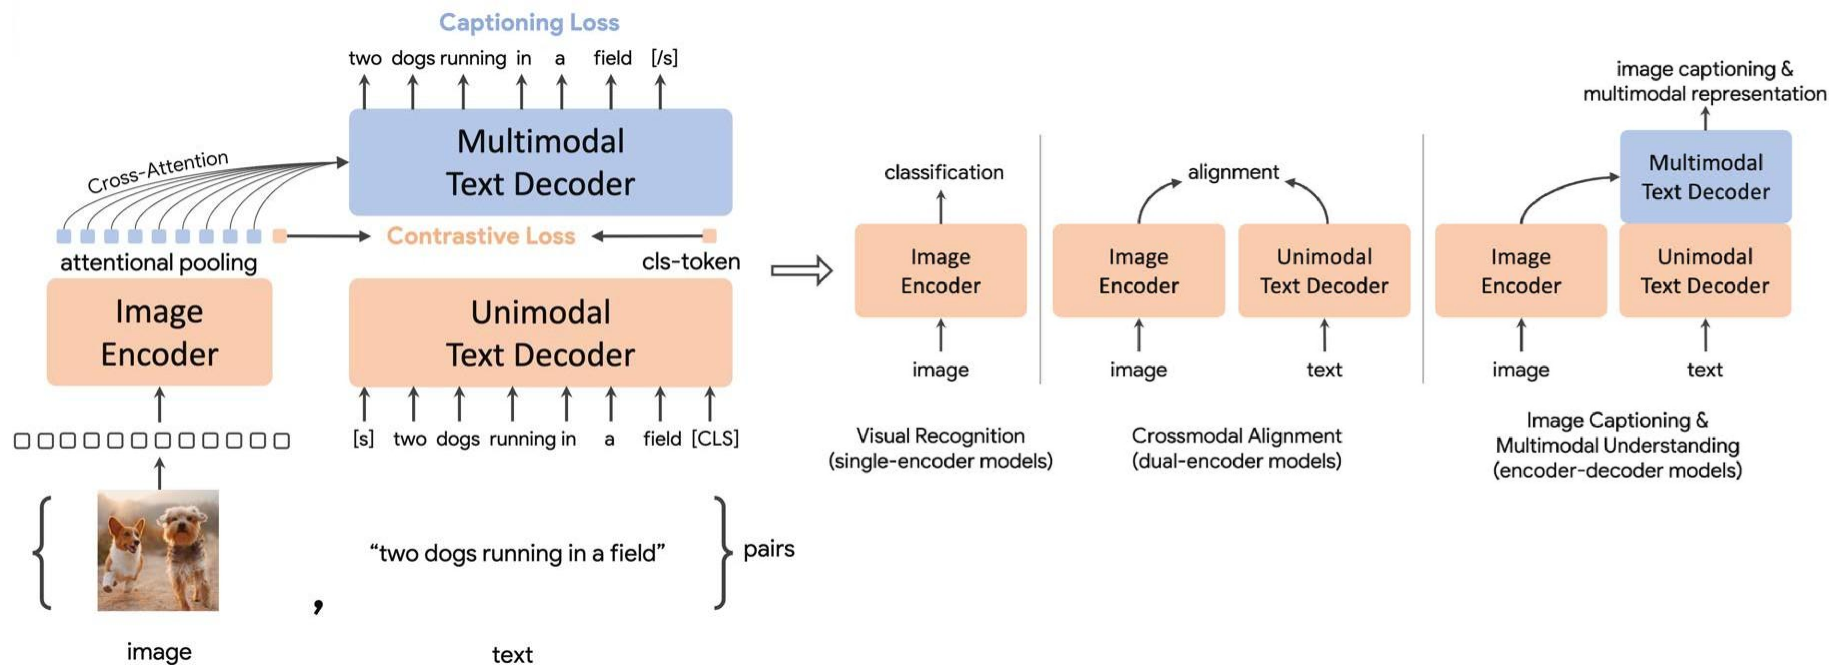 Captioning Loss
two dogs running in a field [/s]
Multimodal
Text Decoder
Cross-Attention
Contrastive Loss
attentional pooling
cls-token
Image
Encoder
Unimodal
Text Decoder
[s] two dogs running in a field [CLS]
“two dogs running in a field”
,
pairs
image
text
classification
Image
Encoder
image
Visual Recognition
(single-encoder models)
alignment
Image
Encoder
Unimodal
Text Decoder
image
text
Crossmodal Alignment
(dual-encoder models)
image captioning &
multimodal representation
Multimodal
Text Decoder
Image
Encoder
Unimodal
Text Decoder
image
text
Image Captioning &
Multimodal Understanding
(encoder-decoder models)